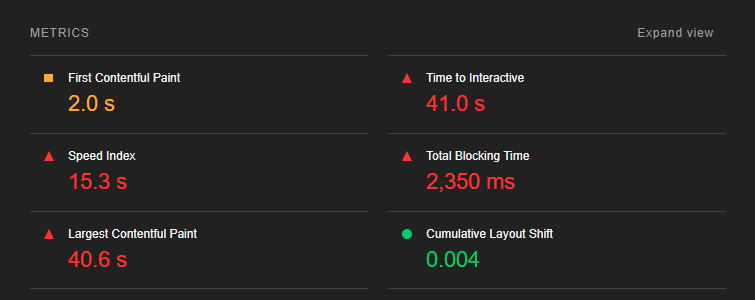 METRICS
Expand view
First Contentful Paint
2.0 s
Time to Interactive
41.0 s
Speed Index
15.3 s
Total Blocking Time
2,350 ms
Largest Contentful Paint
40.6 s
Cumulative Layout Shift
0.004